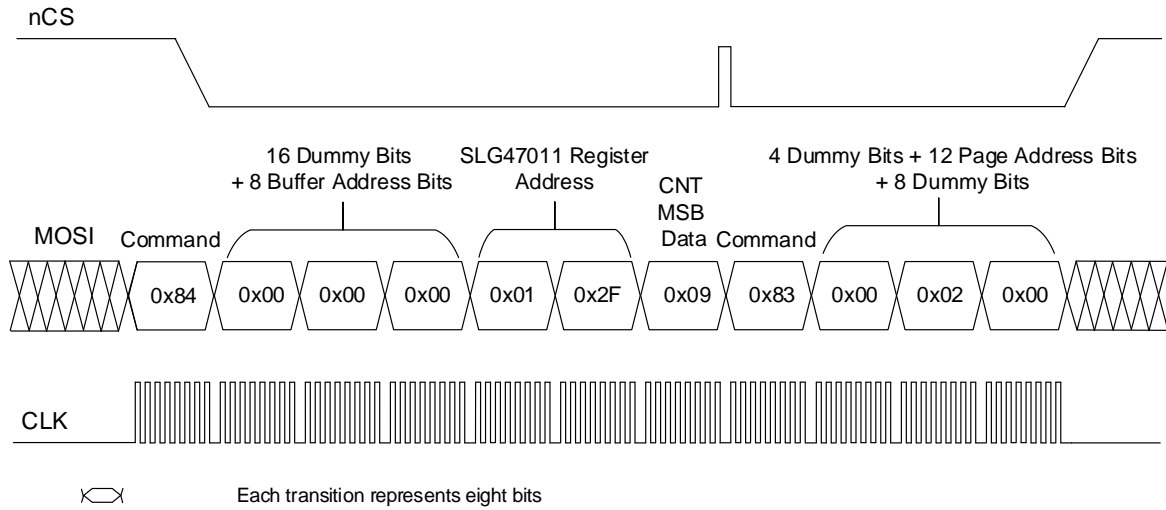 nCS
16 Dummy Bits
+ 8 Buffer Address Bits
SLG47011 Register
Address
4 Dummy Bits + 12 Page Address Bits
+ 8 Dummy Bits
CNT
MSB
Data
MOSI
Command
Command
0x84
0x00
0x00
0x00
0x01
0x2F
0x09
0x83
0x00
0x02
0x00
CLK
Each transition represents eight bits